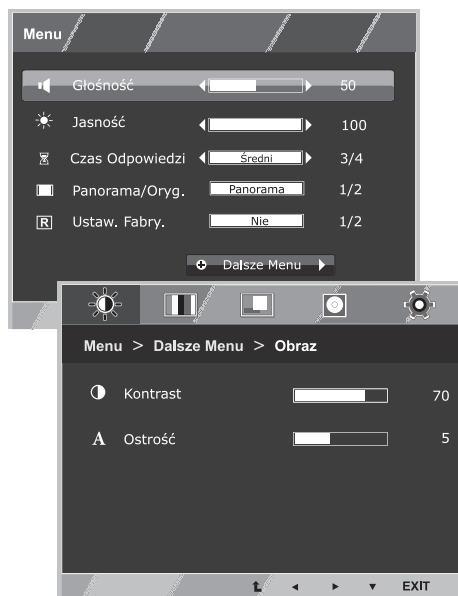 Menu
Głośność 50
Jasność 100
Czas Odpowiedzi Średni 3/4
Panorama/Oryg. Panorama 1/2
R Ustaw. Fabry. Nie 1/2
Dalsze Menu
Menu > Dalsze Menu > Obraz
Kontrast 70
A Ostrość 5
EXIT